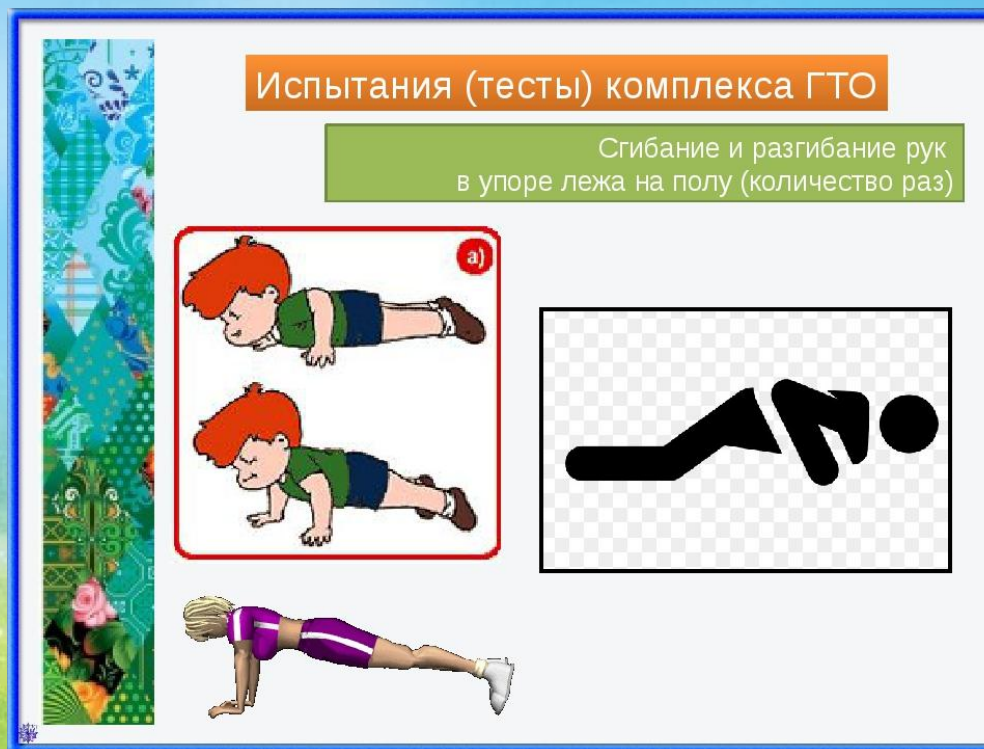 Испытания (тесты) комплекса ГТО
Сгибание и разгибание рук
в упоре лежа на полу (количество раз)
а)